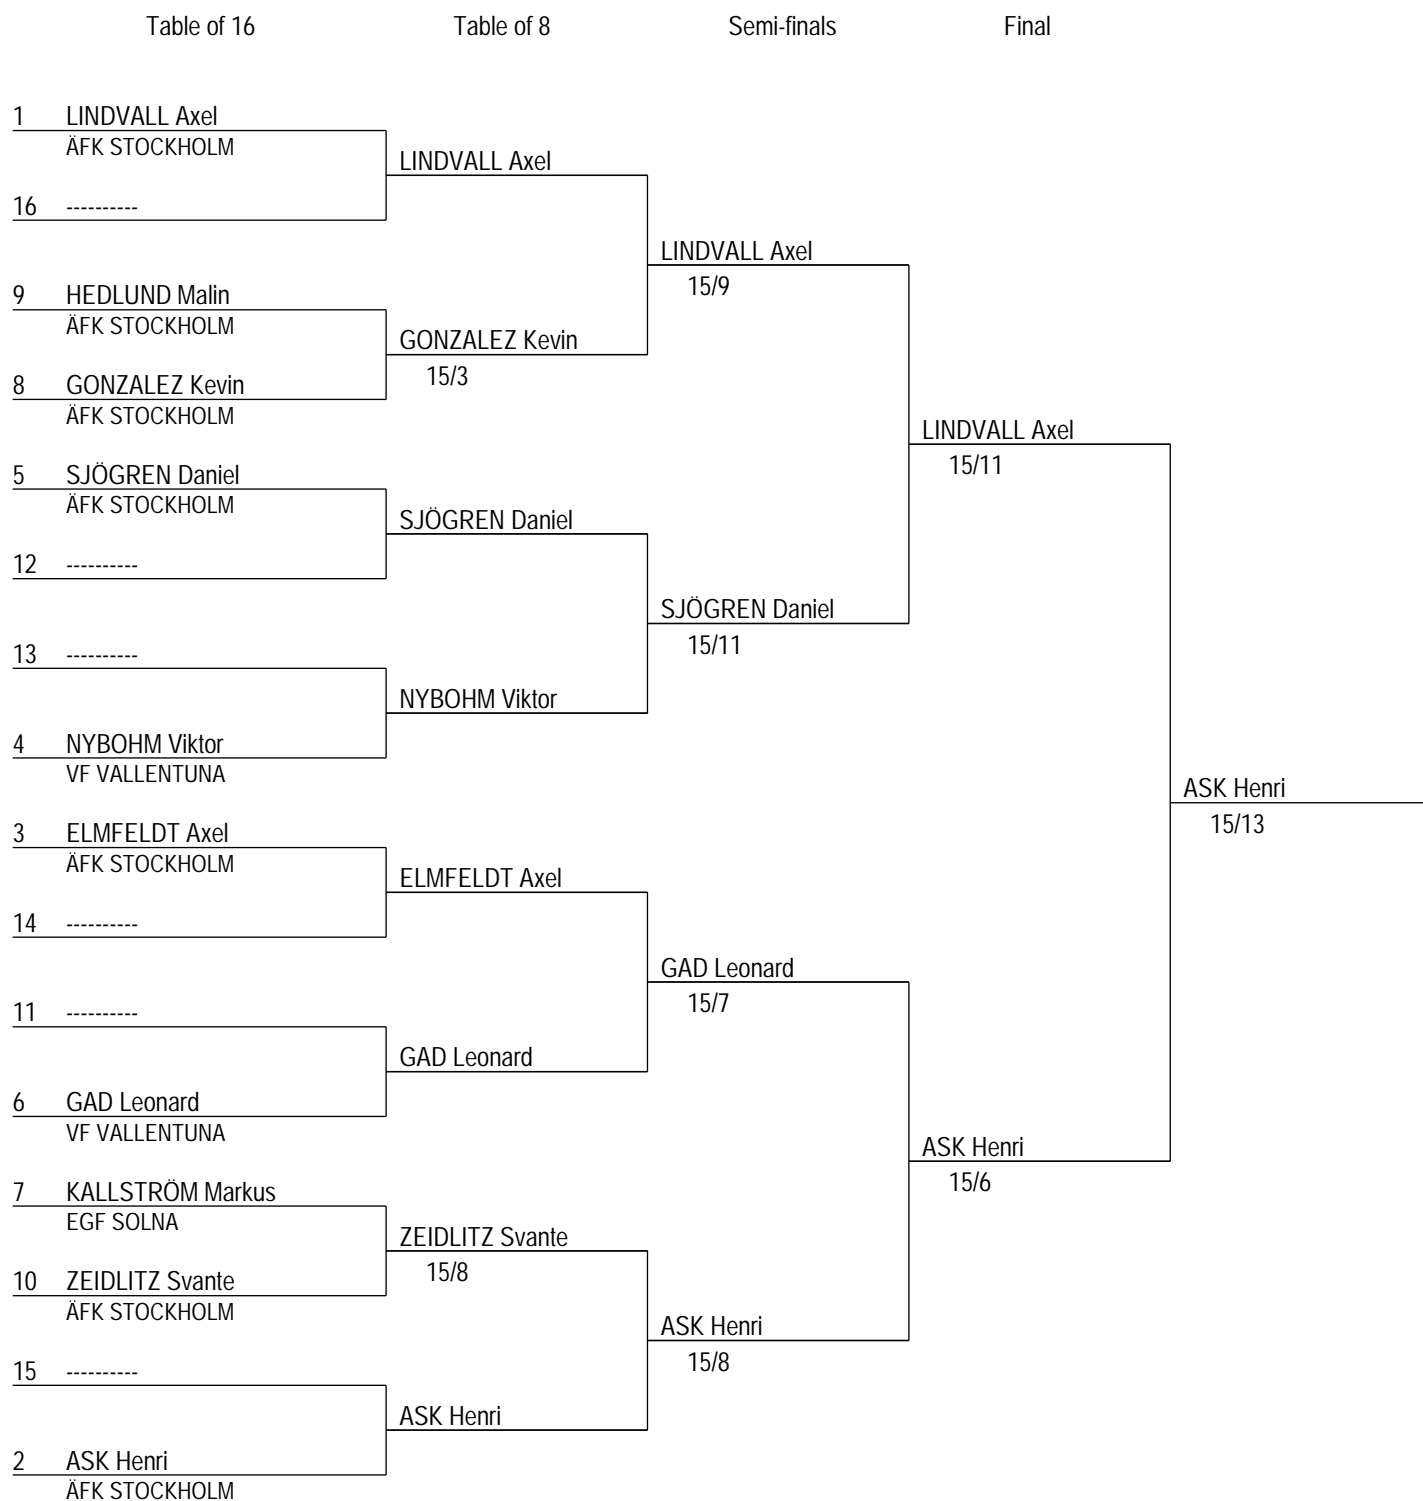 Table of 16 Table of 8 Semi-finals Final
1 LINDVALL Axel
ÄFK STOCKHOLM
LINDVALL Axel
16 ----------
LINDVALL Axel
15/9
9 HEDLUND Malin
ÄFK STOCKHOLM
GONZALEZ Kevin
15/3
8 GONZALEZ Kevin
ÄFK STOCKHOLM
LINDVALL Axel
15/11
5 SJÖGREN Daniel
ÄFK STOCKHOLM
SJÖGREN Daniel
12 ----------
SJÖGREN Daniel
15/11
13 ----------
NYBOHM Viktor
4 NYBOHM Viktor
VF VALLENTUNA
ASK Henri
15/13
3 ELMFELDT Axel
ÄFK STOCKHOLM
ELMFELDT Axel
14 ----------
GAD Leonard
15/7
11 ----------
GAD Leonard
6 GAD Leonard
VF VALLENTUNA
ASK Henri
15/6
7 KALLSTRÖM Markus
EGF SOLNA
ZEIDLITZ Svante
15/8
10 ZEIDLITZ Svante
ÄFK STOCKHOLM
ASK Henri
15/8
15 ----------
ASK Henri
2 ASK Henri
ÄFK STOCKHOLM